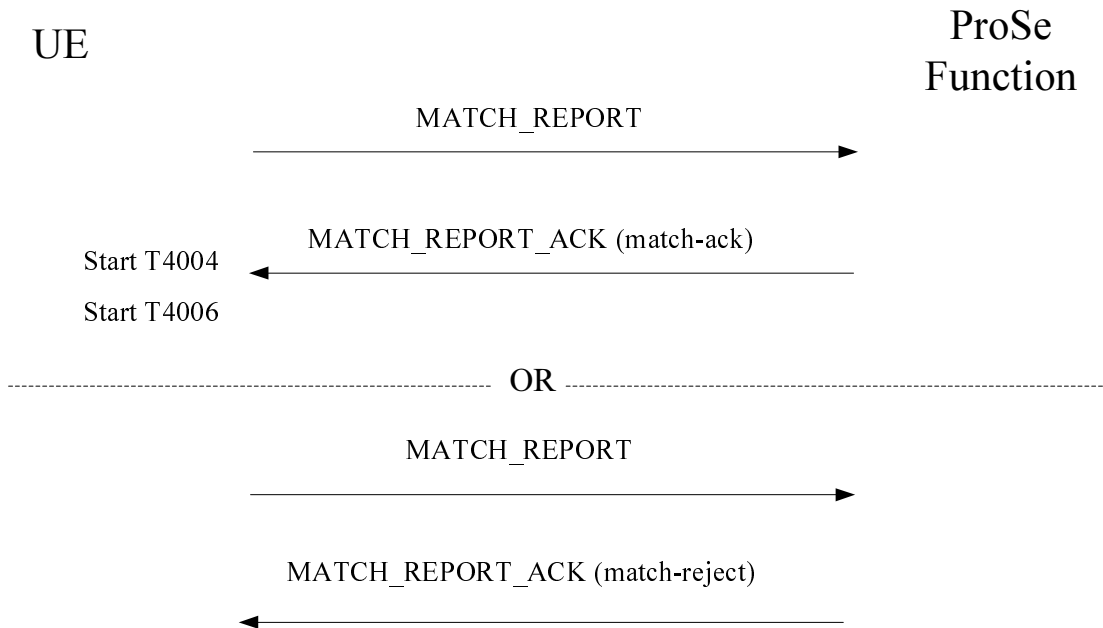 UE
ProSe
Function
MATCH_REPORT
MATCH_REPORT_ACK (match-ack)
Start T4004
Start T4006
OR
MATCH_REPORT
MATCH_REPORT_ACK (match-reject)